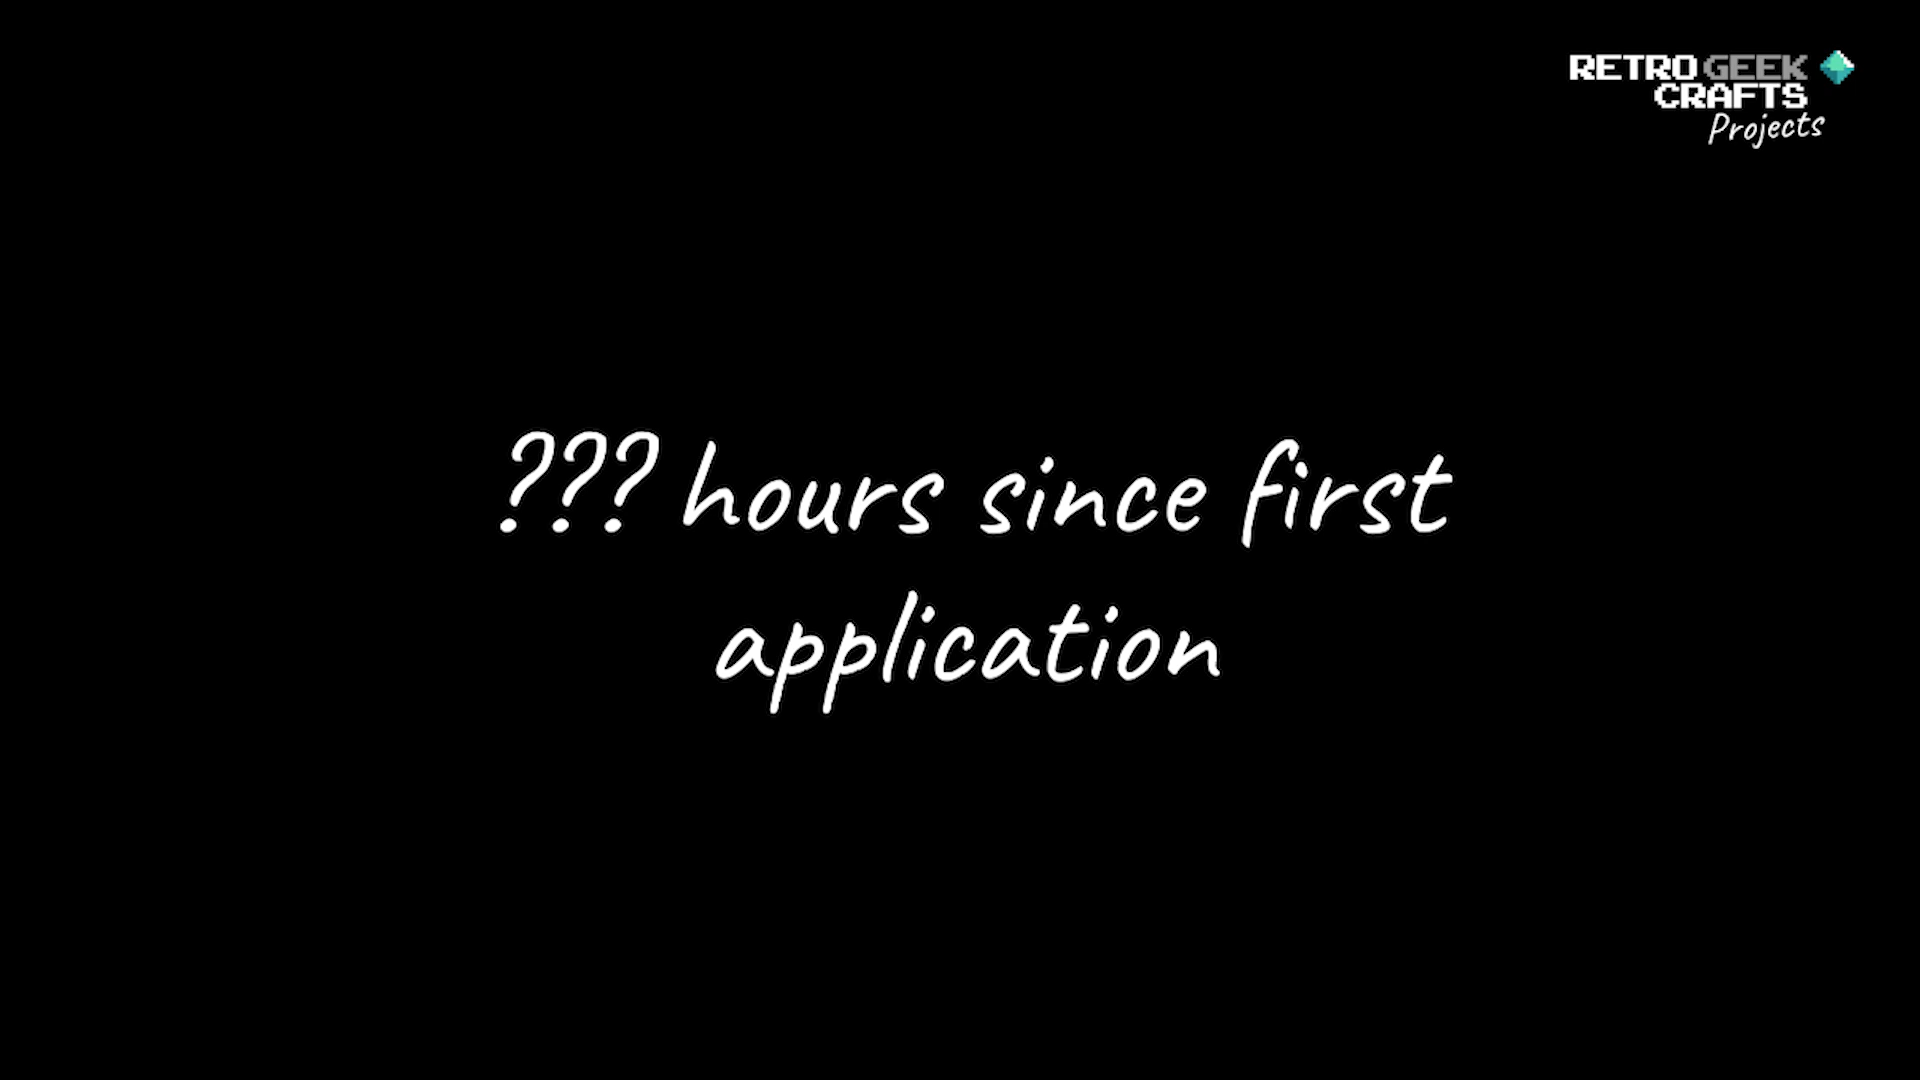 RETRO GEEK
CRAFTS
Projects
??? hours since first
application